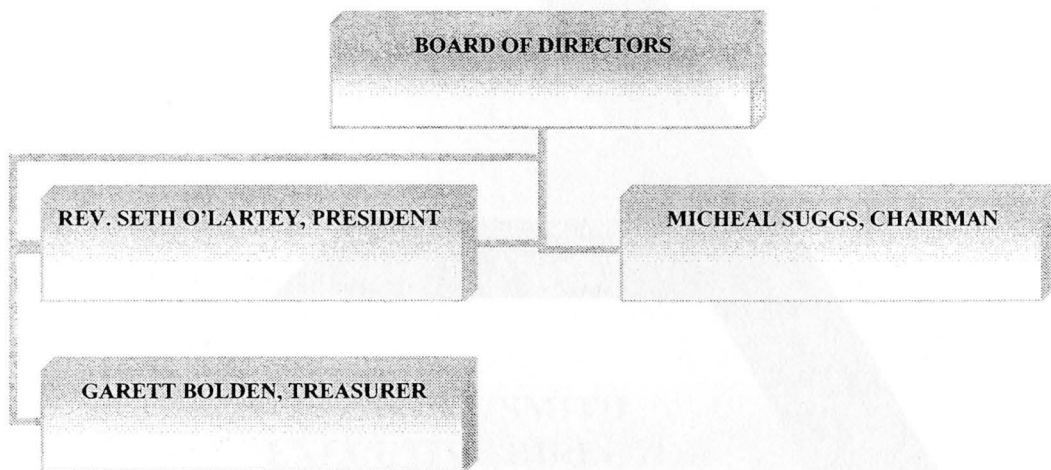 BOARD OF DIRECTORS
REV. SETH O'LARTEY, PRESIDENT
MICHEAL SUGGS, CHAIRMAN
GARETT BOLDEN, TREASURER